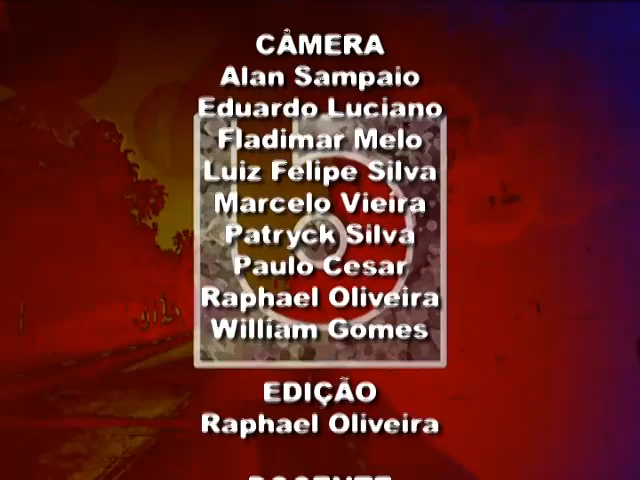 CÂMERA
Alan Sampaio
Eduardo Luciano
Fladimar Melo
Luiz Felipe Silva
Marcelo Vieira
Patryck Silva
Paulo Cesar
Raphael Oliveira
William Gomes
EDIÇÃO
Raphael Oliveira